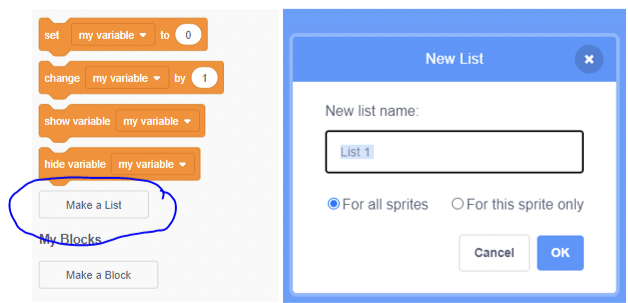 set my variable to 0
change my variable by 1
show variable my variable
hide variable my variable
Make a List
My Blocks
Make a Block
New List
New list name:
List 1
For all sprites For this sprite only
Cancel OK